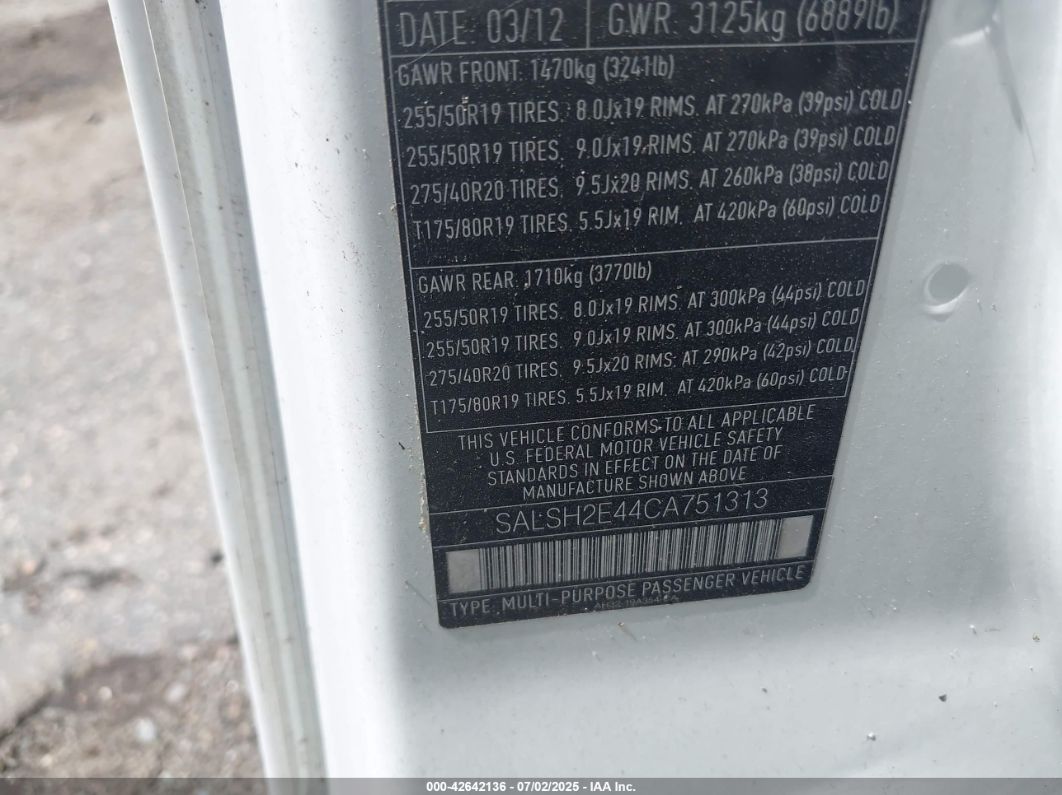 DATE: 03/12 GWR: 3125kg (6889lb)
GAWR FRONT: 1470kg (3241lb)
255/50R19 TIRES. 8.0Jx19 RIMS. AT 270kPa (39psi) COLD
255/50R19 TIRES. 9.0Jx19 RIMS. AT 270kPa (39psi) COLD
275/40R20 TIRES. 9.5Jx20 RIMS. AT 260kPa (38psi) COLD
T175/80R19 TIRES. 5.5Jx19 RIM. AT 420kPa (60psi) COLD
GAWR REAR: 1710kg (3770lb)
255/50R19 TIRES. 8.0Jx19 RIMS. AT 300kPa (44psi) COLD
255/50R19 TIRES. 9.0Jx19 RIMS. AT 300kPa (44psi) COLD
275/40R20 TIRES. 9.5Jx20 RIMS. AT 290kPa (42psi) COLD
T175/80R19 TIRES. 5.5Jx19 RIM. AT 420kPa (60psi) COLD
THIS VEHICLE CONFORMS TO ALL APPLICABLE
U.S. FEDERAL MOTOR VEHICLE SAFETY
STANDARDS IN EFFECT ON THE DATE OF
MANUFACTURE SHOWN ABOVE
SALSH2E44CA751313
TYPE. MULTI-PURPOSE PASSENGER VEHICLE
000-42642136 - 07/02/2025 - IAA Inc.